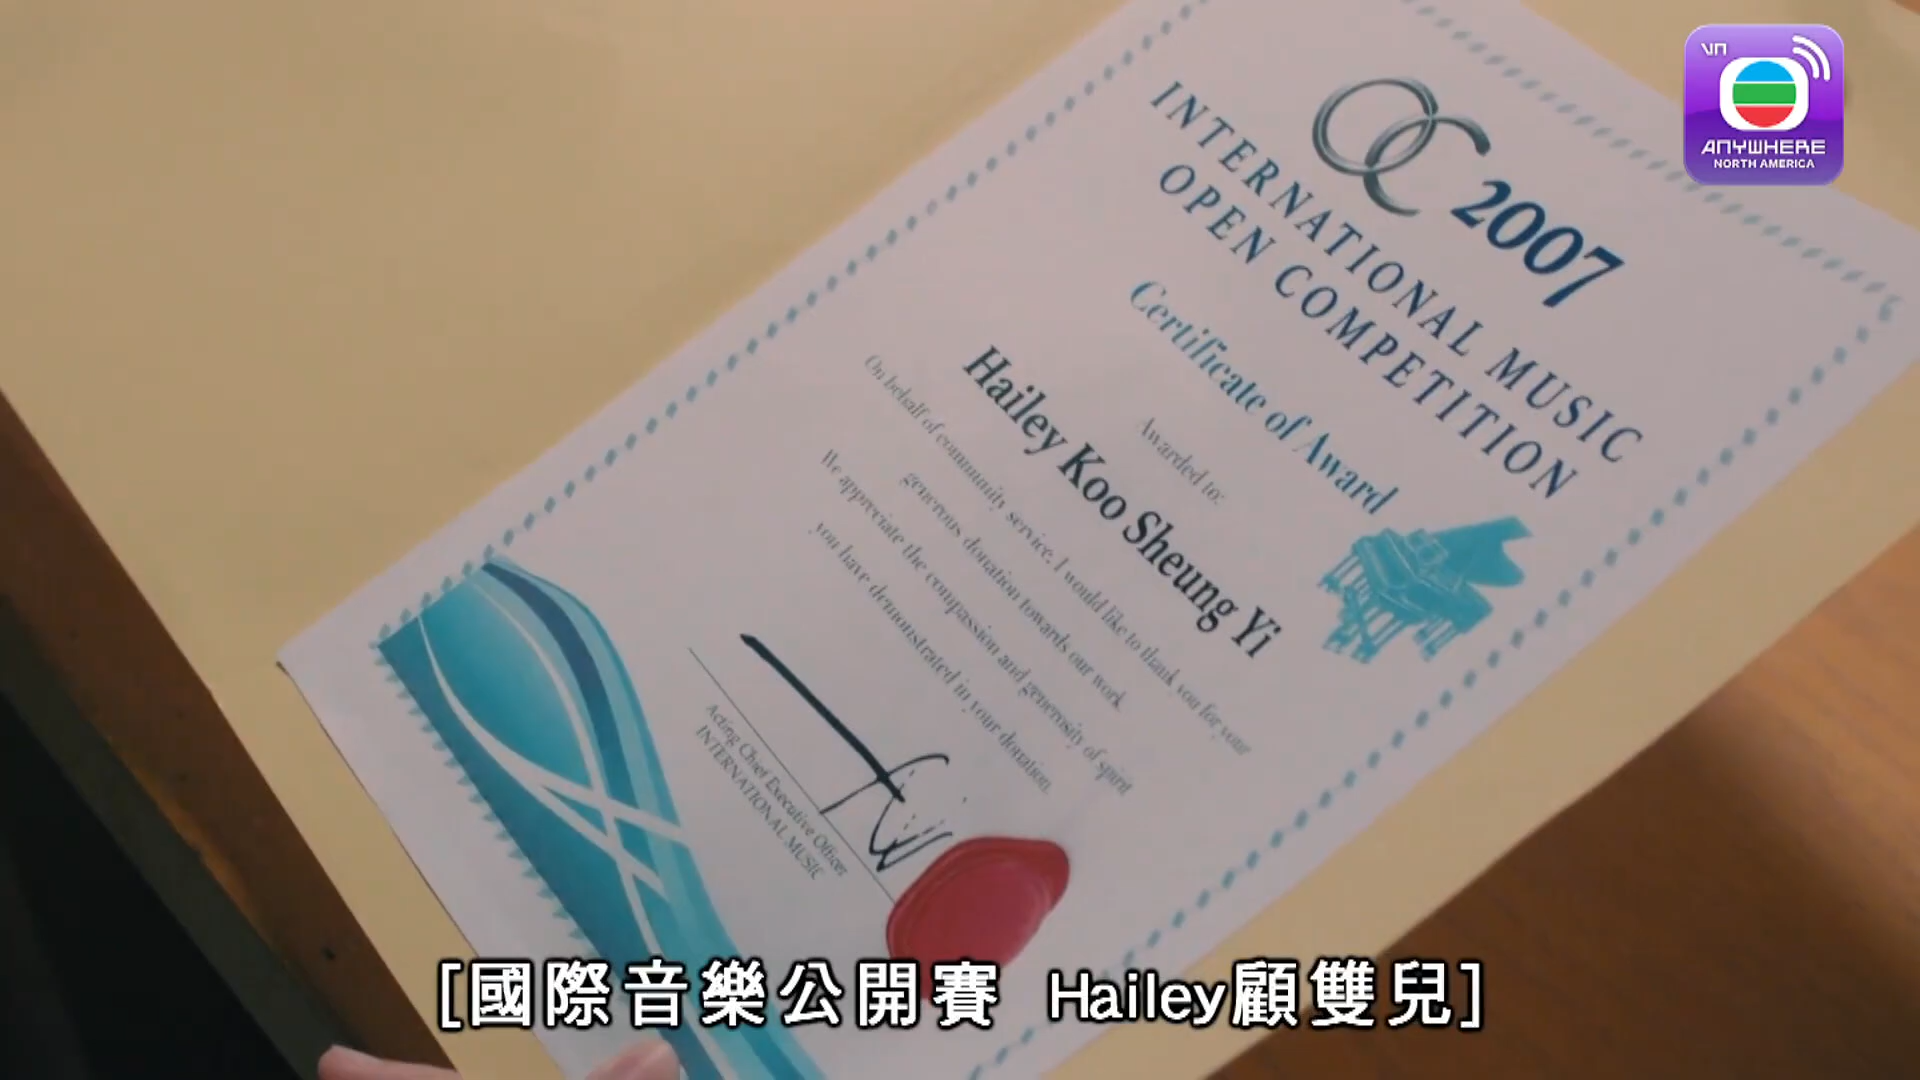 OC 2007
INTERNATIONAL MUSIC
OPEN COMPETITION
Certificate of Award
Awarded to:
Hailey Koo Sheung Yi
On behalf of community service, I would like to thank you for your
generous donation towards our work
We appreciate the compassion and generosity of spirit
you have demonstrated in your donation.
Acting Chief Executive Officer
INTERNATIONAL MUSIC
VN
ANYWHERE
NORTH AMERICA
[國際音樂公開賽 Hailey顧雙兒]